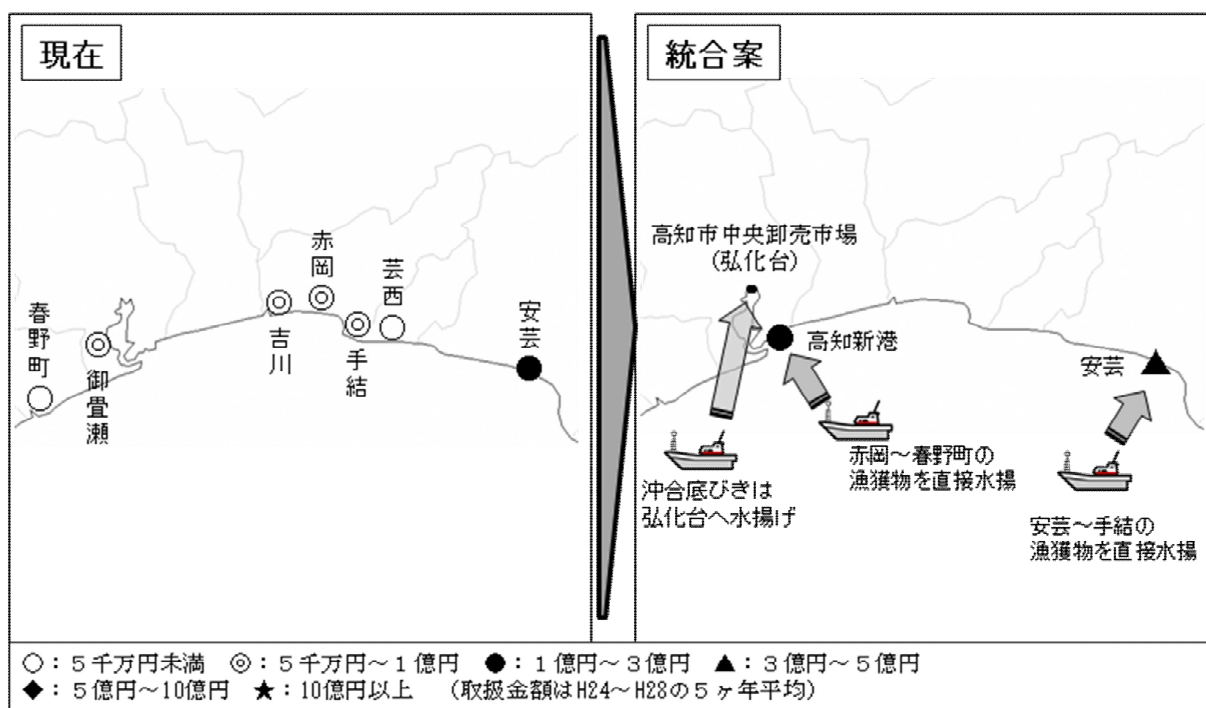 現在
春野町
御畳瀬
吉川
赤岡
手結
芸西
安芸
統合案
高知市中央卸売市場
(弘化台)
高知新港
安芸
沖合底びきは
弘化台へ水揚げ
赤岡～春野町の
漁獲物を直接水揚
安芸～手結の
漁獲物を直接水揚
○：５千万円未満 ◎：５千万円～１億円 ●：１億円～３億円 ▲：３億円～５億円
◆：５億円～10億円 ★：10億円以上 （取扱金額はH24～H28の５ヶ年平均）